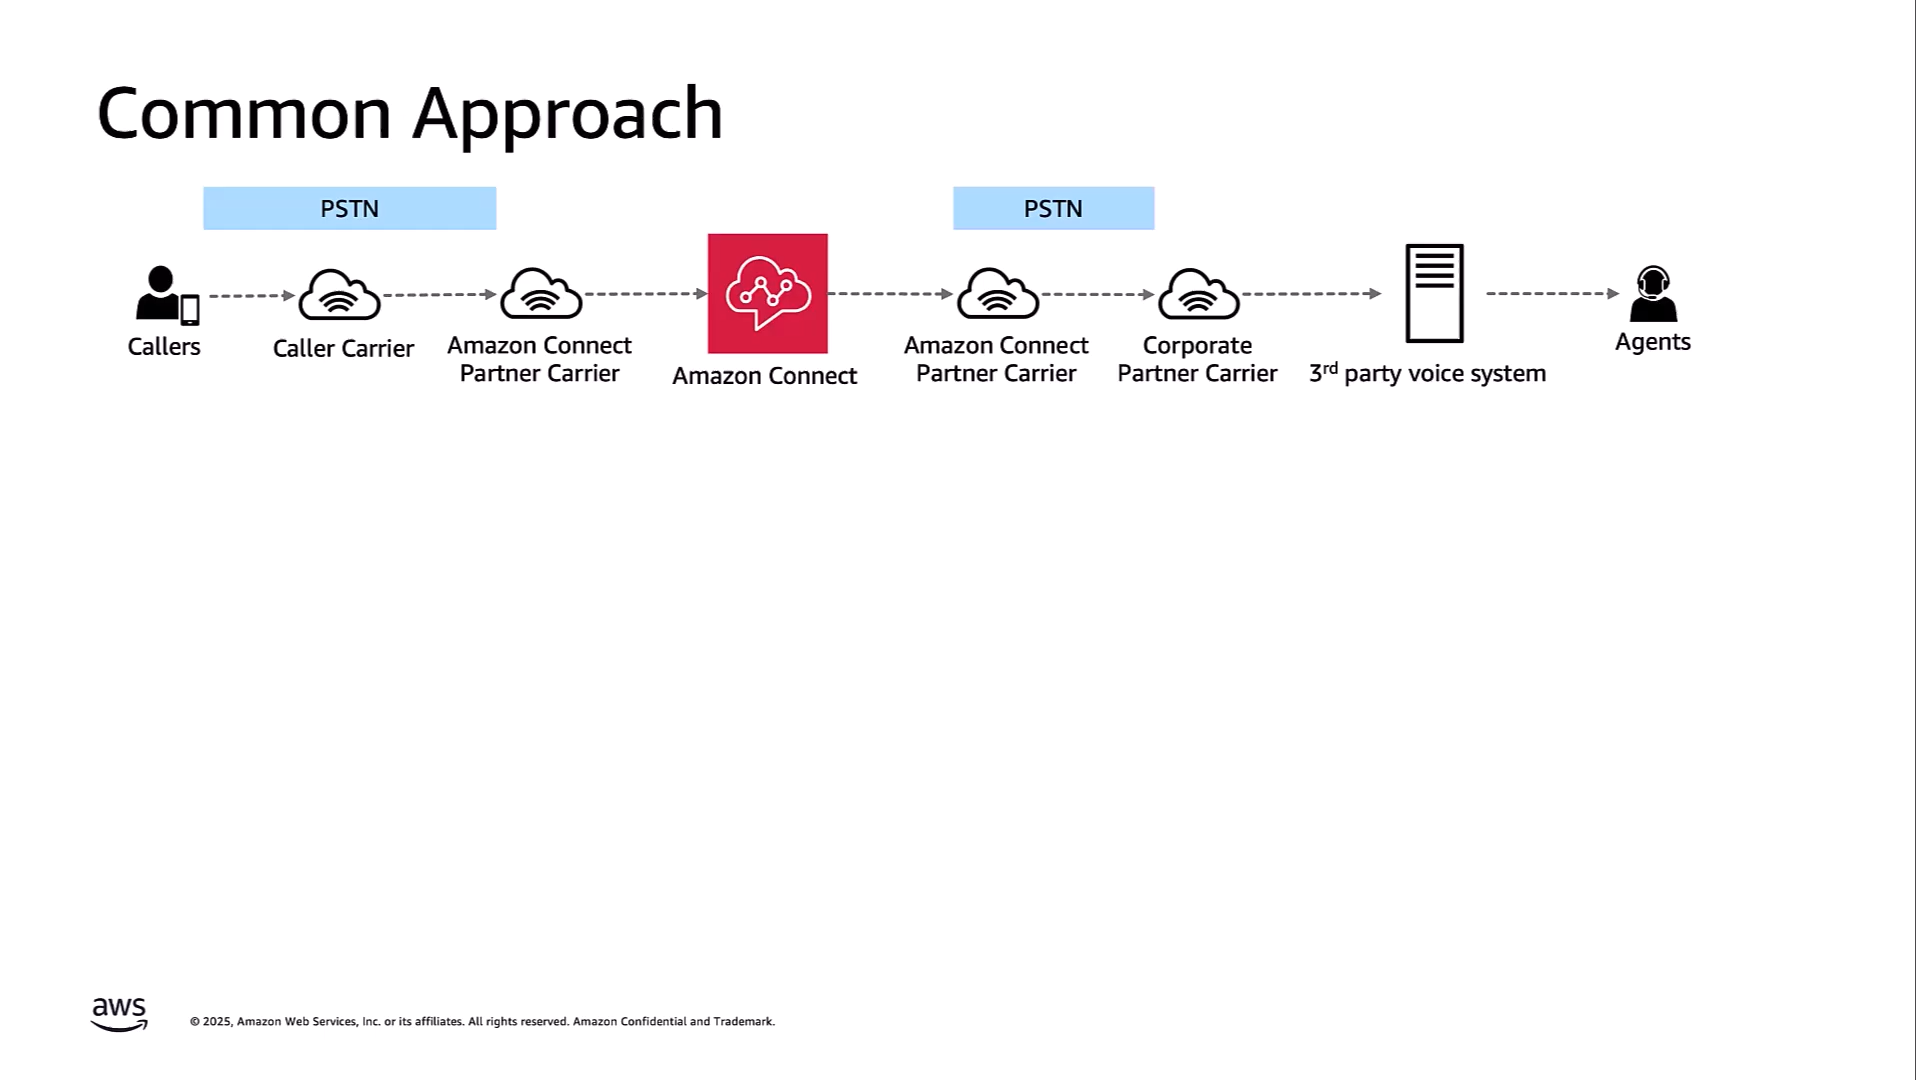 Common Approach
PSTN
PSTN
Callers
Caller Carrier
Amazon Connect
Partner Carrier
Amazon Connect
Amazon Connect
Partner Carrier
Corporate
Partner Carrier
3rd party voice system
Agents
aws
© 2025, Amazon Web Services, Inc. or its affiliates. All rights reserved. Amazon Confidential and Trademark.